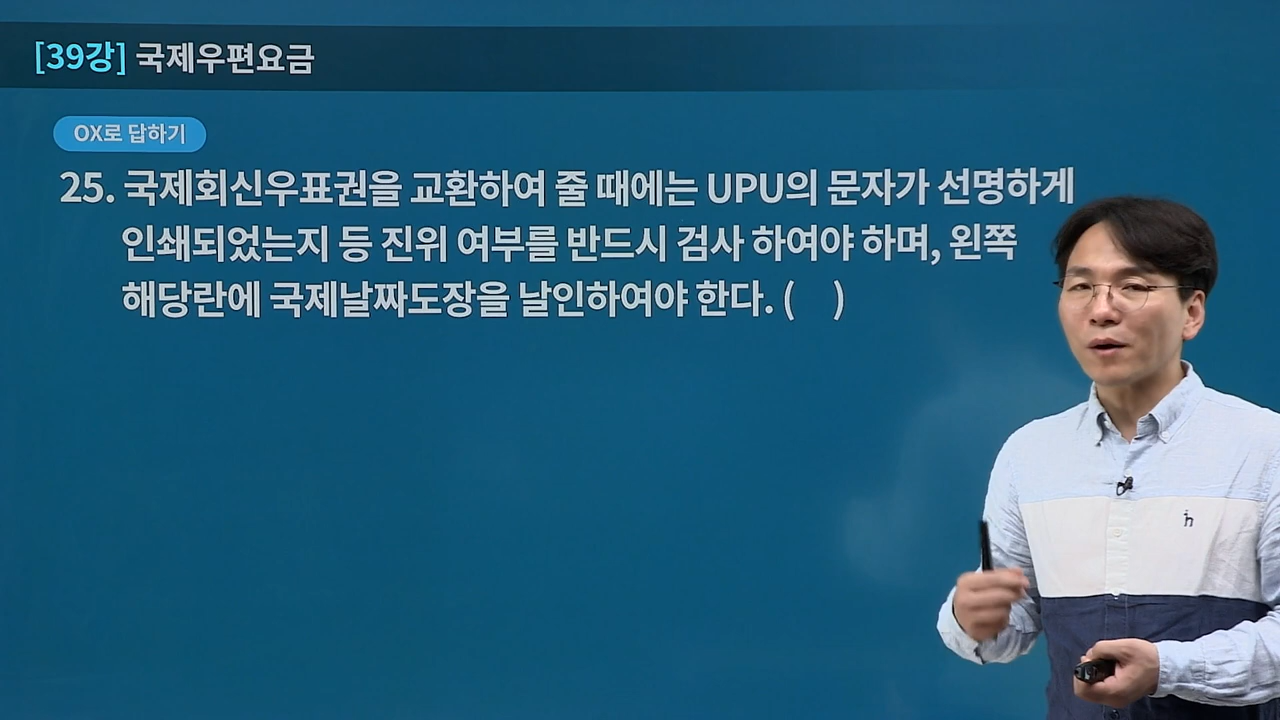 [39강] 국제우편요금
OX로 답하기
25. 국제회신우표권을 교환하여 줄 때에는 UPU의 문자가 선명하게
인쇄되었는지 등 진위 여부를 반드시 검사 하여야 하며, 왼쪽
해당란에 국제날짜도장을 날인하여야 한다. ( )
h